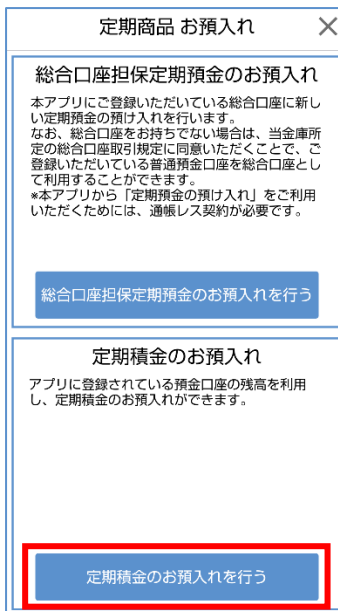 定期商品 お預入れ
総合口座担保定期預金のお預入れ
本アプリにご登録いただいている総合口座に新し
い定期預金の預け入れを行います。
なお、総合口座をお持ちでない場合は、当金庫所
定の総合口座取引規定に同意いただくことで、ご
登録いただいている普通預金口座を総合口座とし
て利用することができます。
*本アプリから「定期預金の預け入れ」をご利用
いただくためには、通帳レス契約が必要です。
総合口座担保定期預金のお預入れを行う
定期積金のお預入れ
アプリに登録されている預金口座の残高を利用
し、定期積金のお預入れができます。
定期積金のお預入れを行う